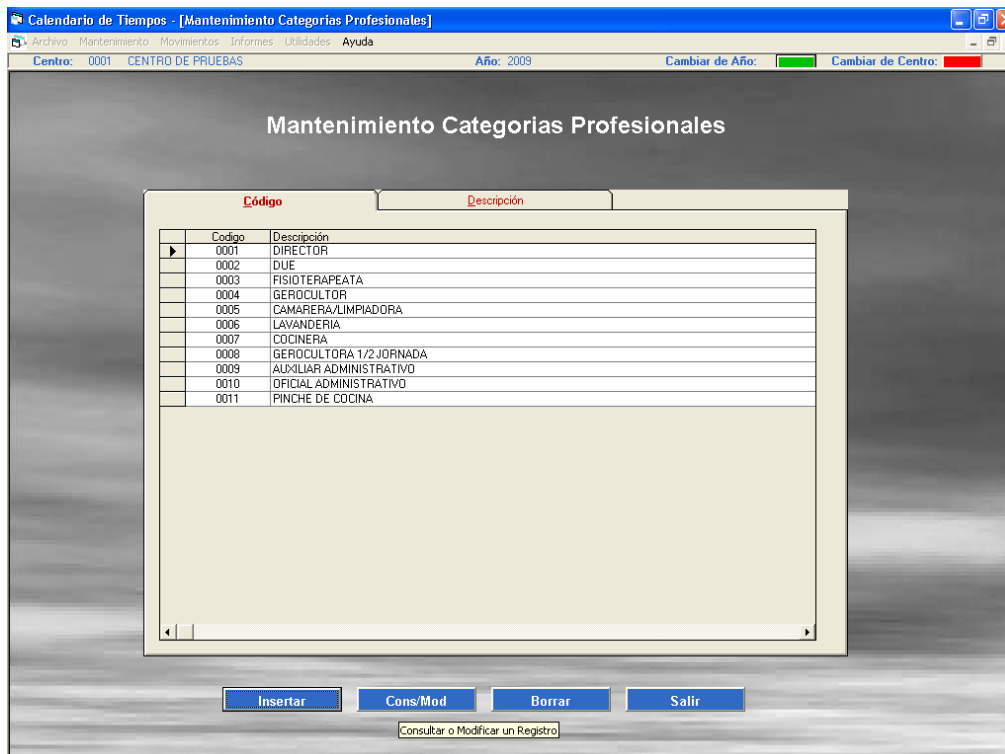 Calendario de Tiempos - [Mantenimiento Categorias Profesionales]
Archivo Mantenimiento Movimientos Informes Utilidades Ayuda
Centro: 0001 CENTRO DE PRUEBAS Año: 2009 Cambiar de Año: Cambiar de Centro:
Mantenimiento Categorias Profesionales
Código Descripción
Codigo Descripción
0001 DIRECTOR
0002 DUE
0003 FISIOTERAPEATA
0004 GEROCULTOR
0005 CAMARERA/LIMPIADORA
0006 LAVANDERIA
0007 COCINERA
0008 GEROCULTORA 1/2 JORNADA
0009 AUXILIAR ADMINISTRATIVO
0010 OFICIAL ADMINISTRATIVO
0011 PINCHE DE COCINA
Insertar Cons/Mod Borrar Salir
Consultar o Modificar un Registro